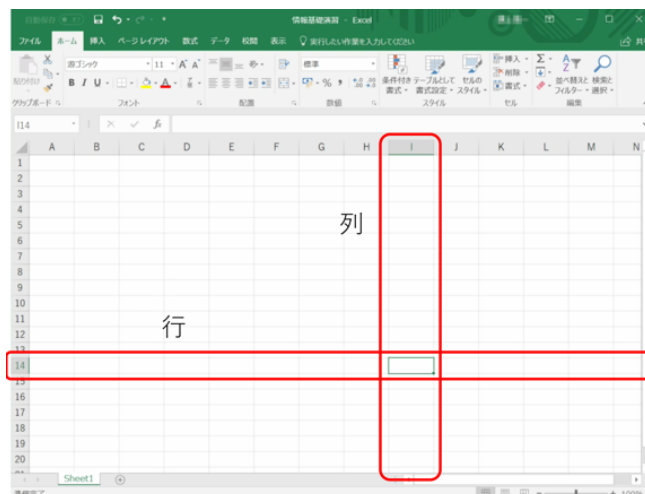 自動保存 情報基礎演習 - Excel
ファイル ホーム 挿入 ページ レイアウト 数式 データ 校閲 表示 実行したい作業を入力してください 共
貼り付け 游ゴシック 11 A A 標準 条件付き テーブルとして セルの 挿入 Σ 並べ替えと 検索と
B I U A % 書式 書式設定 スタイル 削除 フィルター 選択
書式
クリップボード フォント 配置 数値 スタイル セル 編集
I14 fx
A B C D E F G H I J K L M N
1
2
3
4
列
5
6
7
8
9
10
11
行
12
13
14
15
16
17
18
19
20
21
Sheet1
準備完了 100%